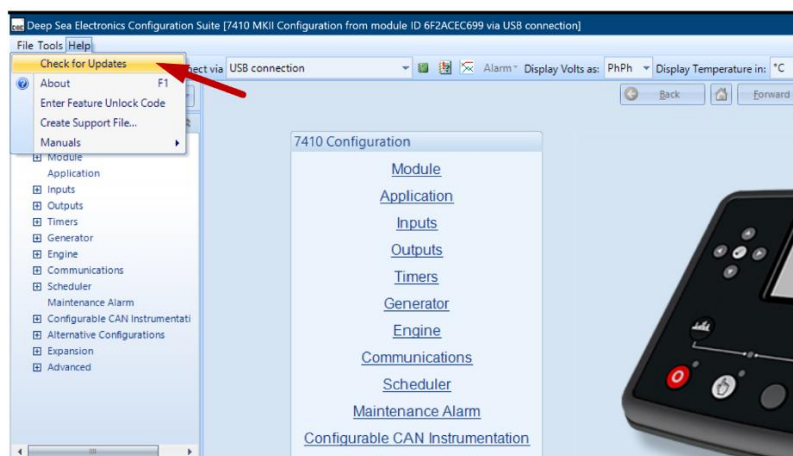 Deep Sea Electronics Configuration Suite [7410 MKII Configuration from module ID 6F2ACEC699 via USB connection]
File Tools Help
Check for Updates
About F1
Enter Feature Unlock Code
Create Support File...
Manuals
nect via USB connection Alarm Display Volts as: PhPh Display Temperature in: °C
Back Forward
Module
Application
Inputs
Outputs
Timers
Generator
Engine
Communications
Scheduler
Maintenance Alarm
Configurable CAN Instrumentati
Alternative Configurations
Expansion
Advanced
7410 Configuration
Module
Application
Inputs
Outputs
Timers
Generator
Engine
Communications
Scheduler
Maintenance Alarm
Configurable CAN Instrumentation